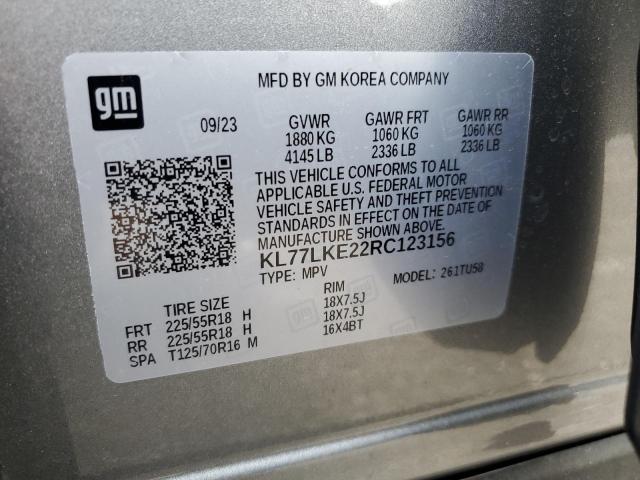 gm
MFD BY GM KOREA COMPANY
09/23
GVWR GAWR FRT GAWR RR
1880 KG 1060 KG 1060 KG
4145 LB 2336 LB 2336 LB
THIS VEHICLE CONFORMS TO ALL
APPLICABLE U.S. FEDERAL MOTOR
VEHICLE SAFETY AND THEFT PREVENTION
STANDARDS IN EFFECT ON THE DATE OF
MANUFACTURE SHOWN ABOVE.
KL77LKE22RC123156
TYPE: MPV MODEL: 261TU58
TIRE SIZE RIM
FRT 225/55R18 H 18X7.5J
RR 225/55R18 H 18X7.5J
SPA T125/70R16 M 16X4BT